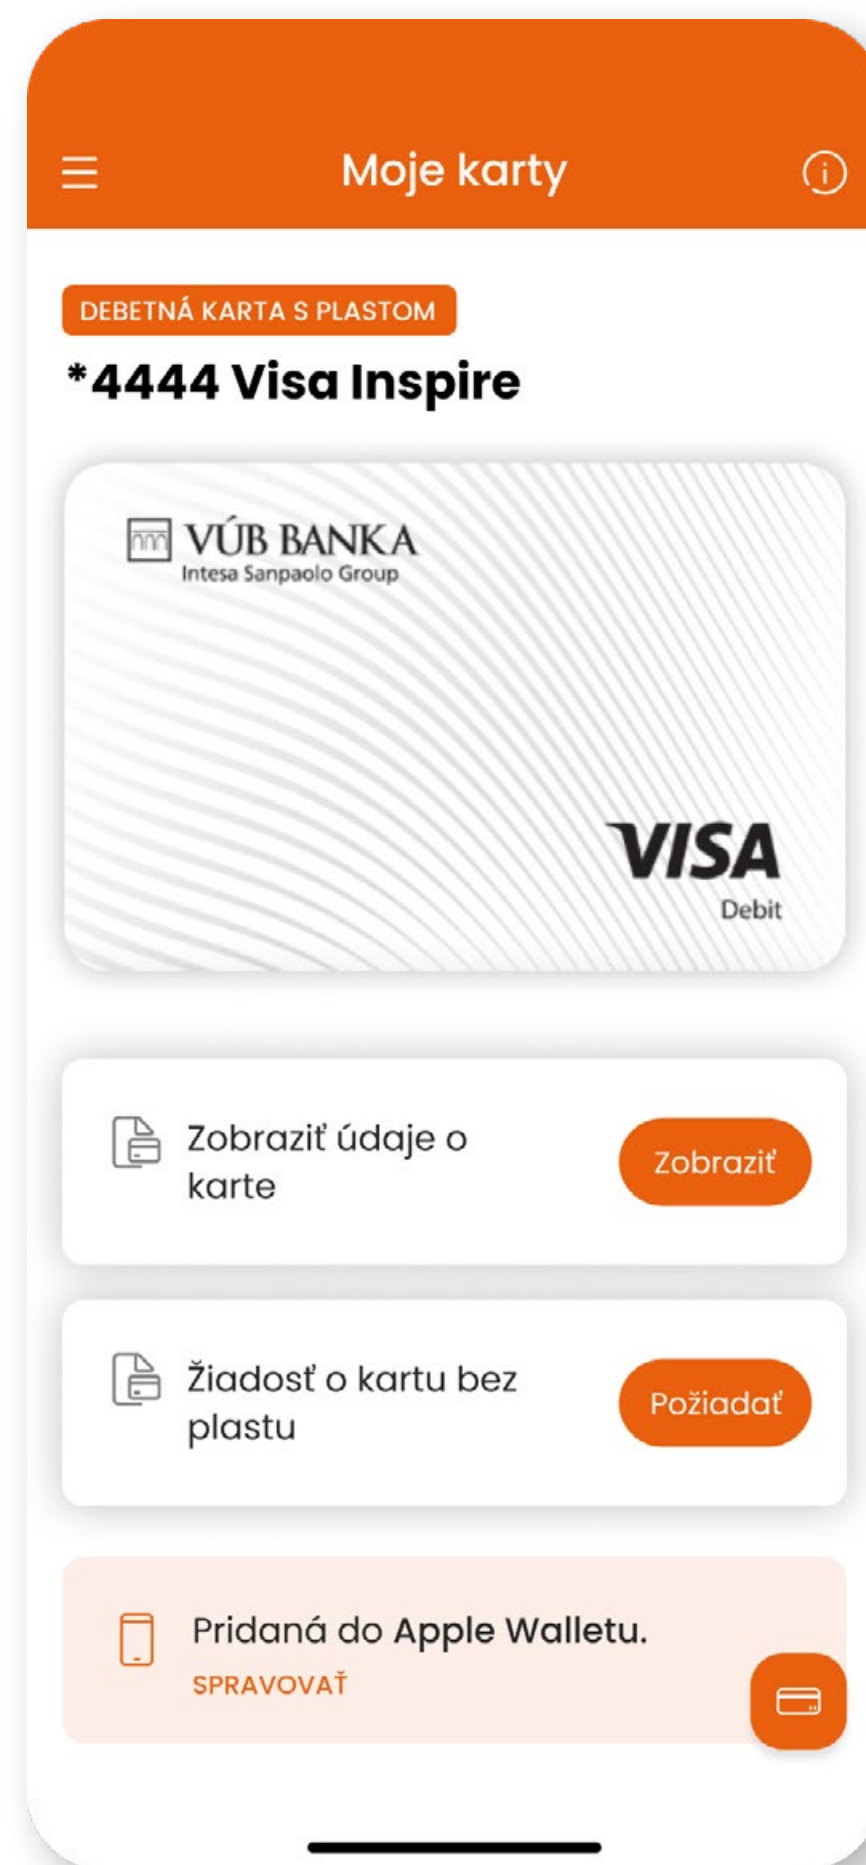 Moje karty
DEBETNÁ KARTA S PLASTOM
*4444 Visa Inspire
VÚB BANKA
Intesa Sanpaolo Group
VISA
Debit
Zobraziť údaje o
karte
Zobraziť
Žiadosť o kartu bez
plastu
Požiadať
Pridaná do Apple Walletu.
SPRAVOVAŤ